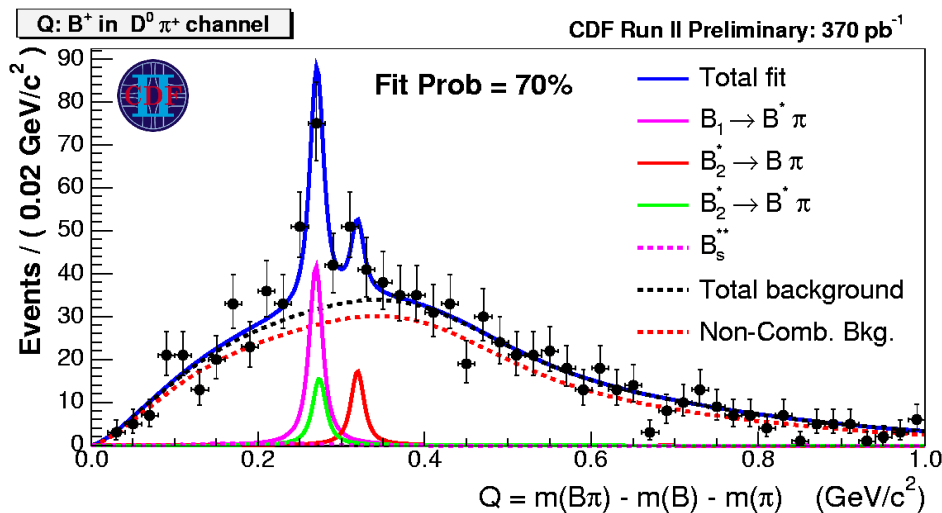 Q: B⁺ in D⁰ π⁺ channel
CDF Run II Preliminary: 370 pb⁻¹
Events / ( 0.02 GeV/c² )
90
80
70
60
50
40
30
20
10
0
II
CDF
Fit Prob = 70%
Total fit
B₁ → B* π
B₂* → B π
B₂* → B* π
Bₛ**
Total background
Non-Comb. Bkg.
0.0 0.2 0.4 0.6 0.8 1.0
Q = m(Bπ) - m(B) - m(π) (GeV/c²)